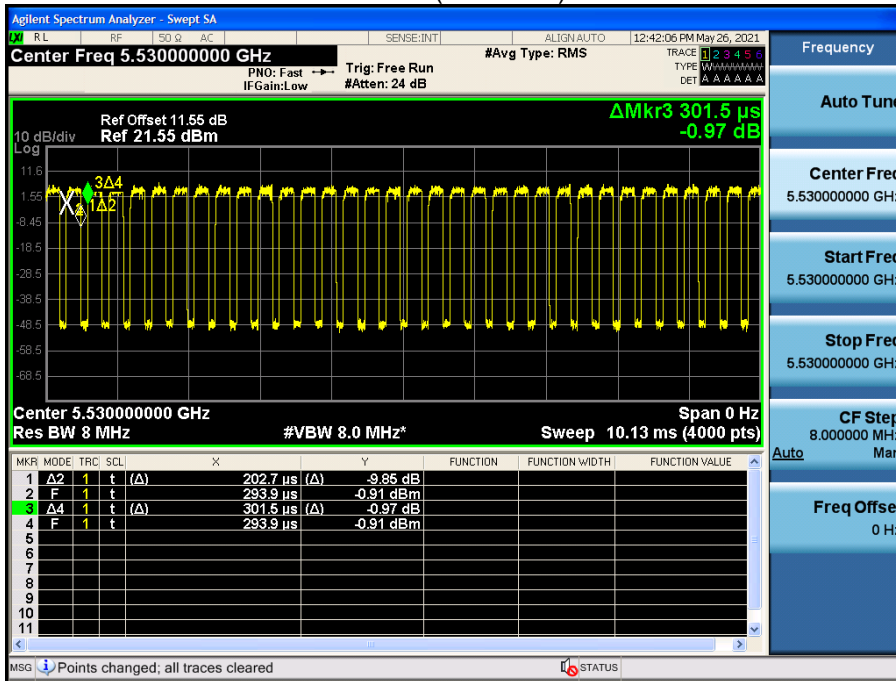 Agilent Spectrum Analyzer - Swept SA
LXI RL RF 50 Ω AC SENSE:INT ALIGN AUTO 12:42:06 PM May 26, 2021
Center Freq 5.530000000 GHz
PNO: Fast
IFGain:Low
Trig: Free Run
#Atten: 24 dB
#Avg Type: RMS
TRACE 1 2 3 4 5 6
TYPE WWWWWW
DET A A A A A A
Frequency
Auto Tune
Center Freq
5.530000000 GHz
Start Freq
5.530000000 GHz
Stop Freq
5.530000000 GHz
CF Step
8.000000 MHz
Auto Man
Freq Offset
0 Hz
ΔMkr3 301.5 µs
-0.97 dB
Ref Offset 11.55 dB
10 dB/div Ref 21.55 dBm
Log
11.6
1.55
-8.45
-18.5
-28.5
-38.5
-48.5
-58.5
-68.5
3Δ4
1Δ2
X
Center 5.530000000 GHz Span 0 Hz
Res BW 8 MHz #VBW 8.0 MHz* Sweep 10.13 ms (4000 pts)
MKR MODE TRC SCL X Y FUNCTION FUNCTION WIDTH FUNCTION VALUE
1 Δ2 1 t (Δ) 202.7 µs (Δ) -9.85 dB
2 F 1 t 293.9 µs -0.91 dBm
3 Δ4 1 t (Δ) 301.5 µs (Δ) -0.97 dB
4 F 1 t 293.9 µs -0.91 dBm
5
6
7
8
9
10
11
MSG Points changed; all traces cleared STATUS